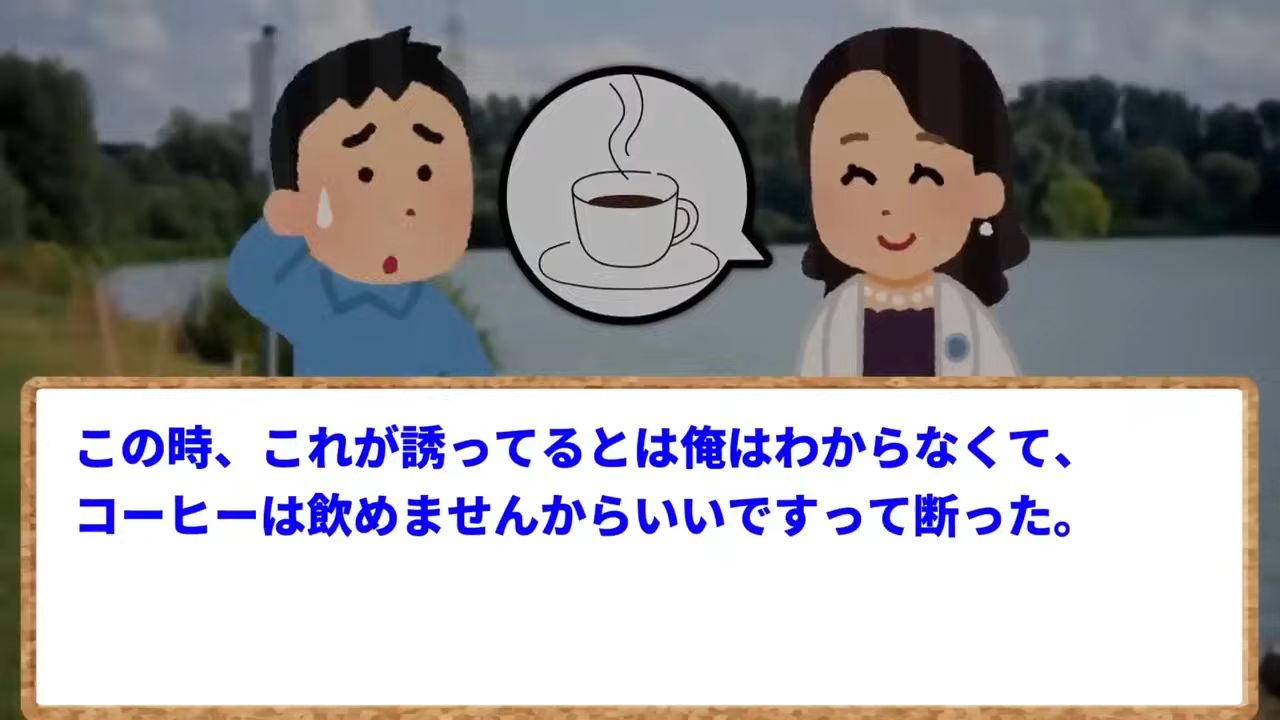 この時、これが誘ってるとは俺はわからなくて、
コーヒーは飲めませんからいいですって断った。